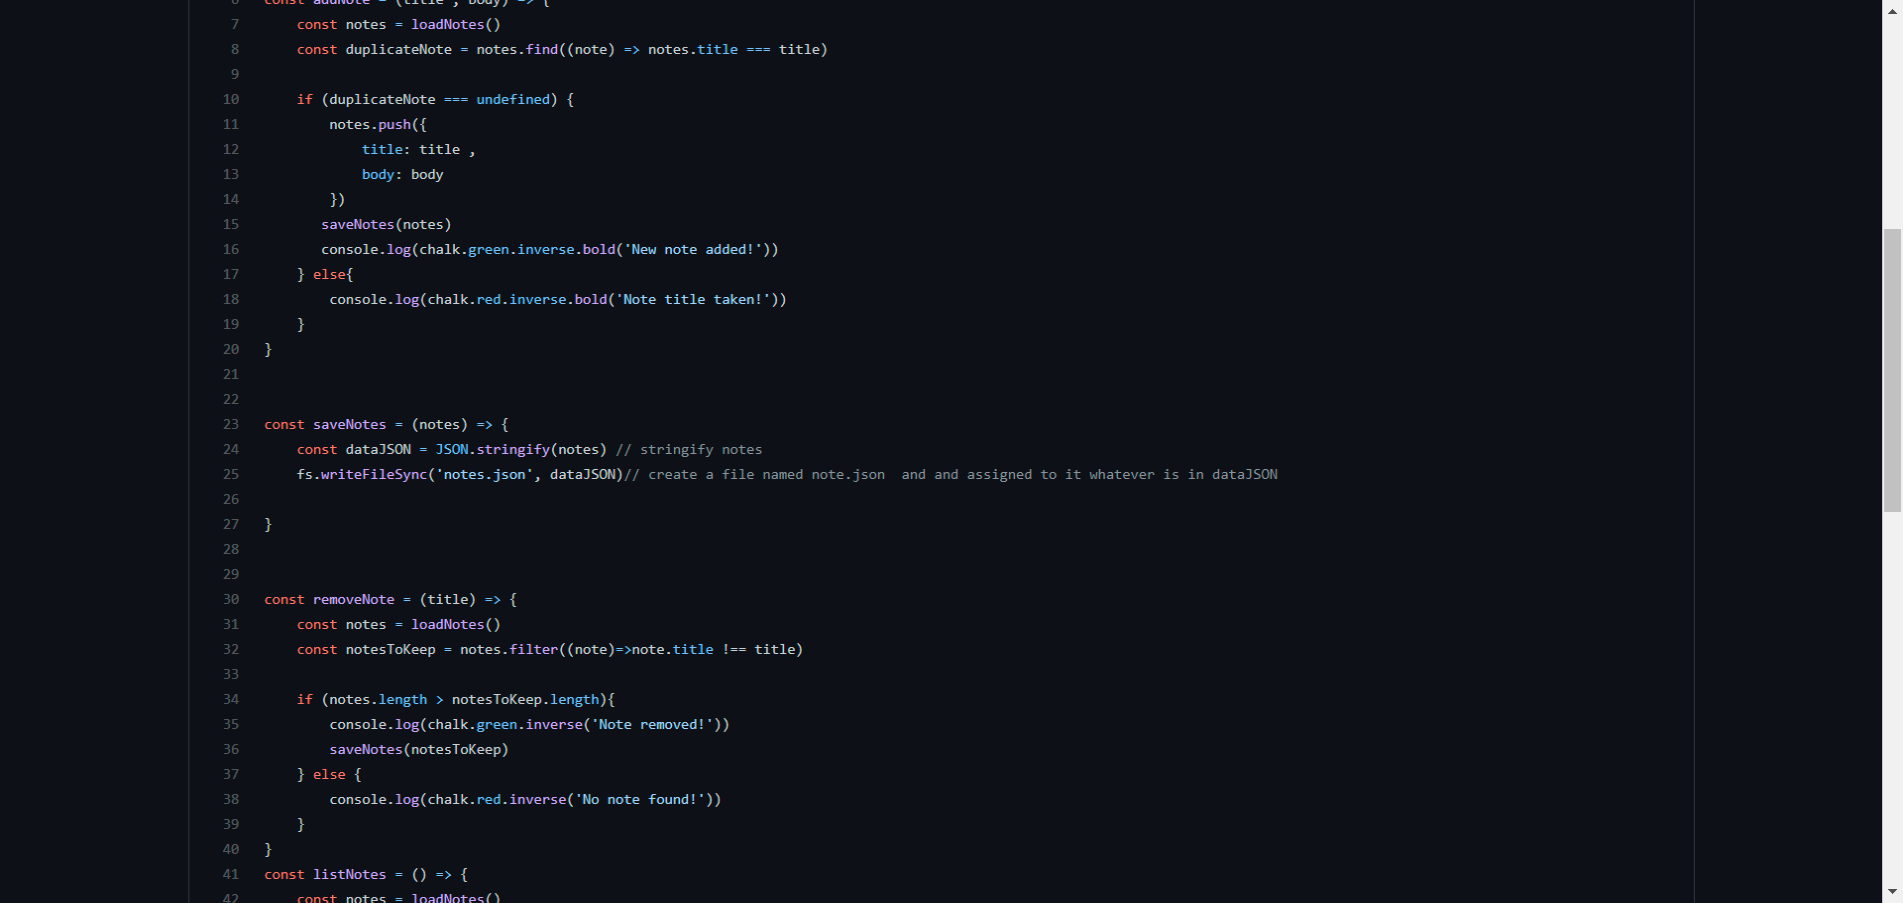 6 const addNote = (title , body) => {
7 const notes = loadNotes()
8 const duplicateNote = notes.find((note) => notes.title === title)
9
10 if (duplicateNote === undefined) {
11 notes.push({
12 title: title ,
13 body: body
14 })
15 saveNotes(notes)
16 console.log(chalk.green.inverse.bold('New note added!'))
17 } else{
18 console.log(chalk.red.inverse.bold('Note title taken!'))
19 }
20 }
21
22
23 const saveNotes = (notes) => {
24 const dataJSON = JSON.stringify(notes) // stringify notes
25 fs.writeFileSync('notes.json', dataJSON)// create a file named note.json  and and assigned to it whatever is in dataJSON
26
27 }
28
29
30 const removeNote = (title) => {
31 const notes = loadNotes()
32 const notesToKeep = notes.filter((note)=>note.title !== title)
33
34 if (notes.length > notesToKeep.length){
35 console.log(chalk.green.inverse('Note removed!'))
36 saveNotes(notesToKeep)
37 } else {
38 console.log(chalk.red.inverse('No note found!'))
39 }
40 }
41 const listNotes = () => {
42 const notes = loadNotes()